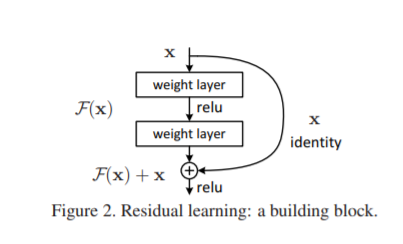 x
weight layer
relu
F(x)
weight layer
x
identity
F(x) + x
relu
Figure 2. Residual learning: a building block.